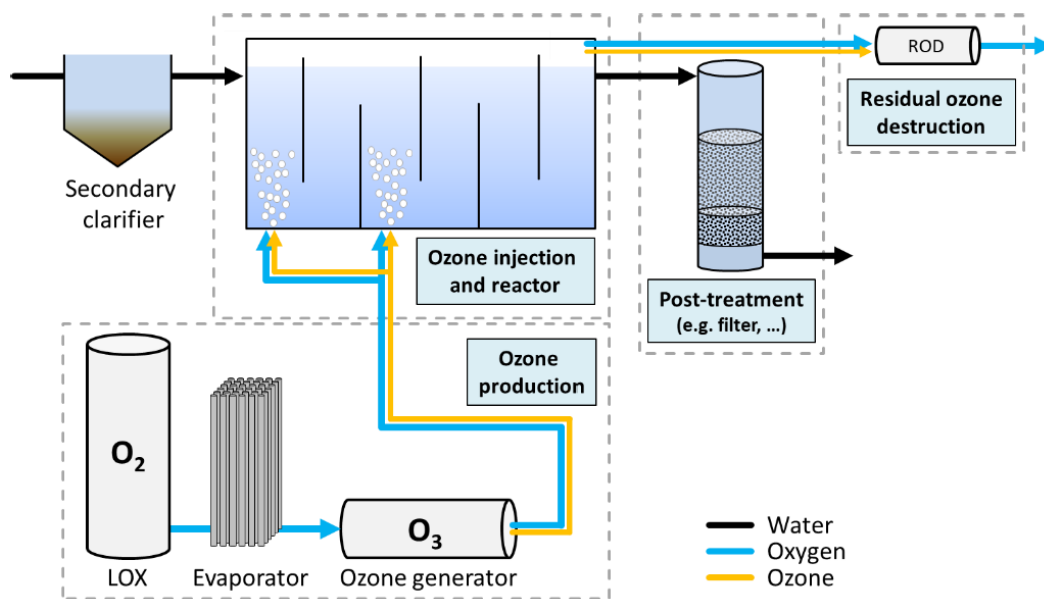 ROD
Residual ozone
destruction
Secondary
clarifier
Ozone injection
and reactor
Post-treatment
(e.g. filter, ...)
Ozone
production
O₂
O₃
LOX
Evaporator
Ozone generator
Water
Oxygen
Ozone